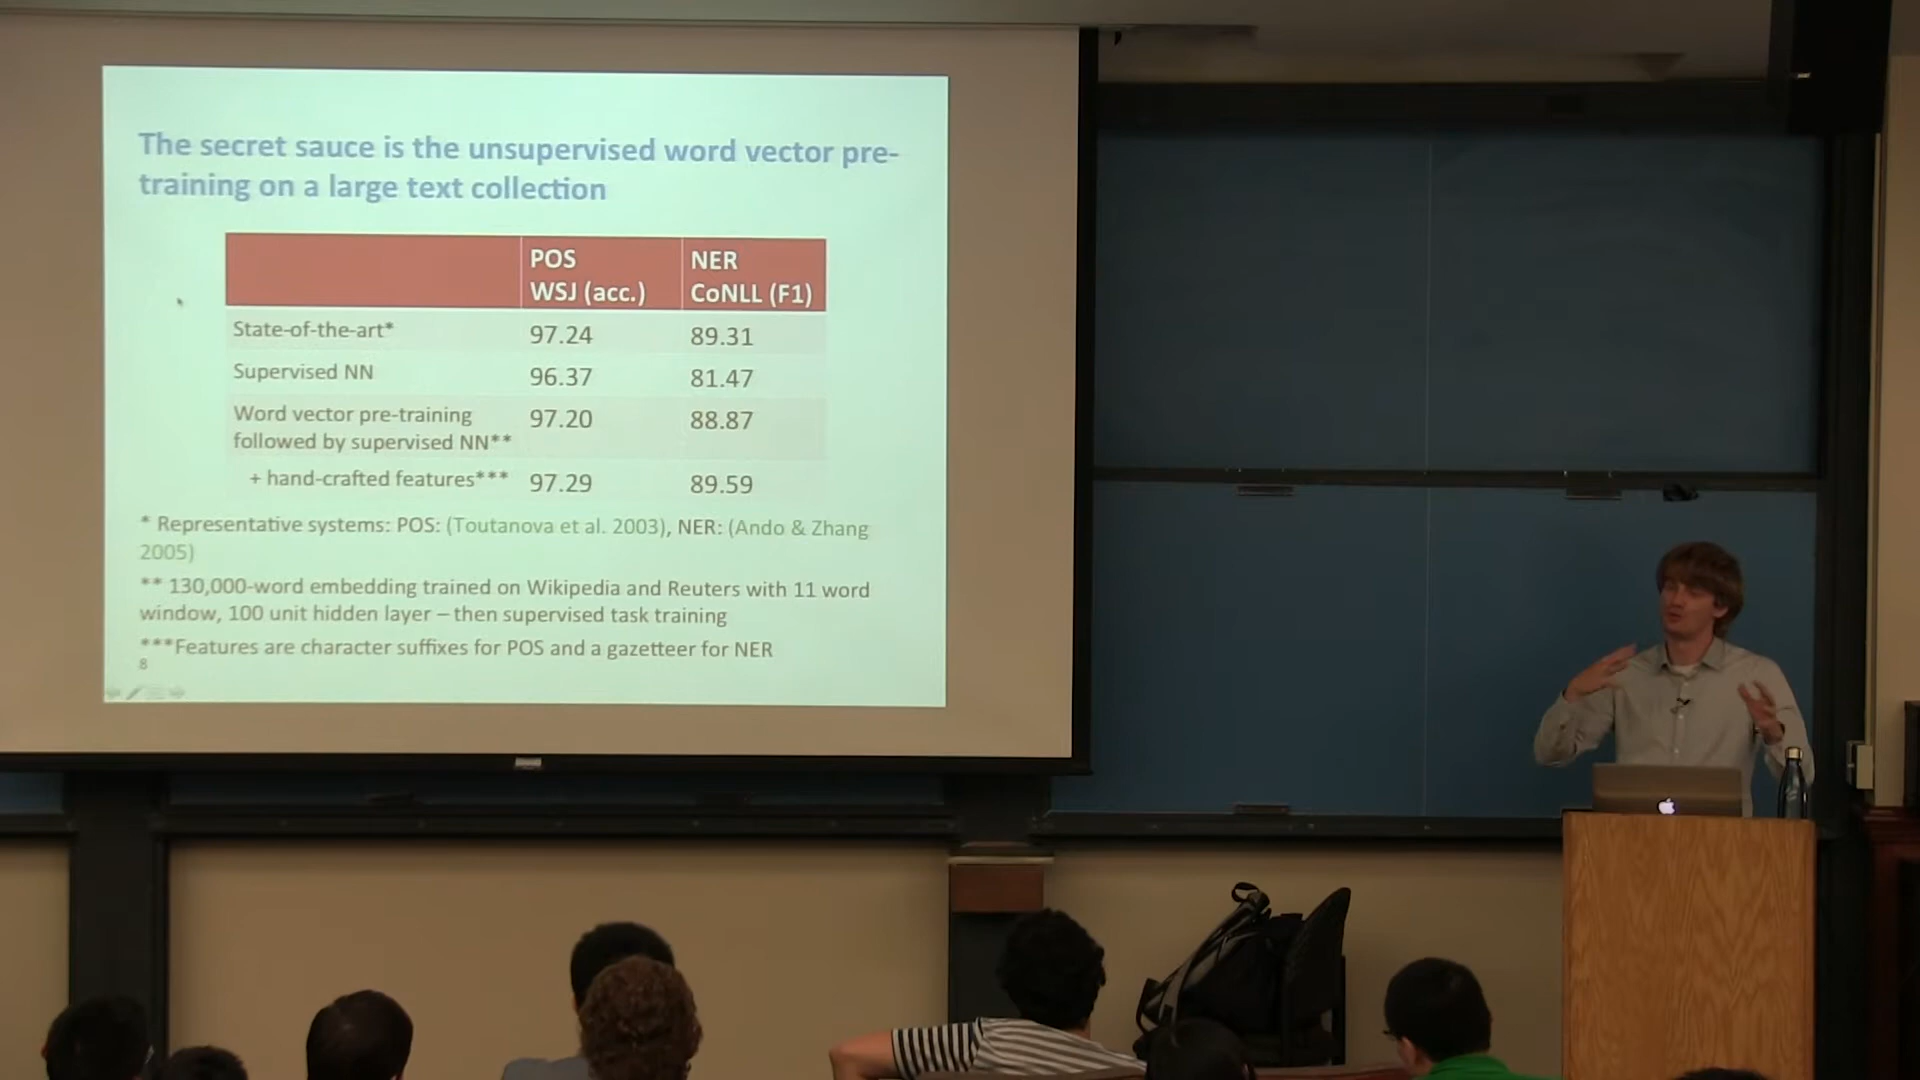 The secret sauce is the unsupervised word vector pre-
training on a large text collection
POS
WSJ (acc.)
NER
CoNLL (F1)
State-of-the-art* 97.24 89.31
Supervised NN 96.37 81.47
Word vector pre-training
followed by supervised NN** 97.20 88.87
+ hand-crafted features*** 97.29 89.59
* Representative systems: POS: (Toutanova et al. 2003), NER: (Ando & Zhang
2005)
** 130,000-word embedding trained on Wikipedia and Reuters with 11 word
window, 100 unit hidden layer – then supervised task training
***Features are character suffixes for POS and a gazetteer for NER
8